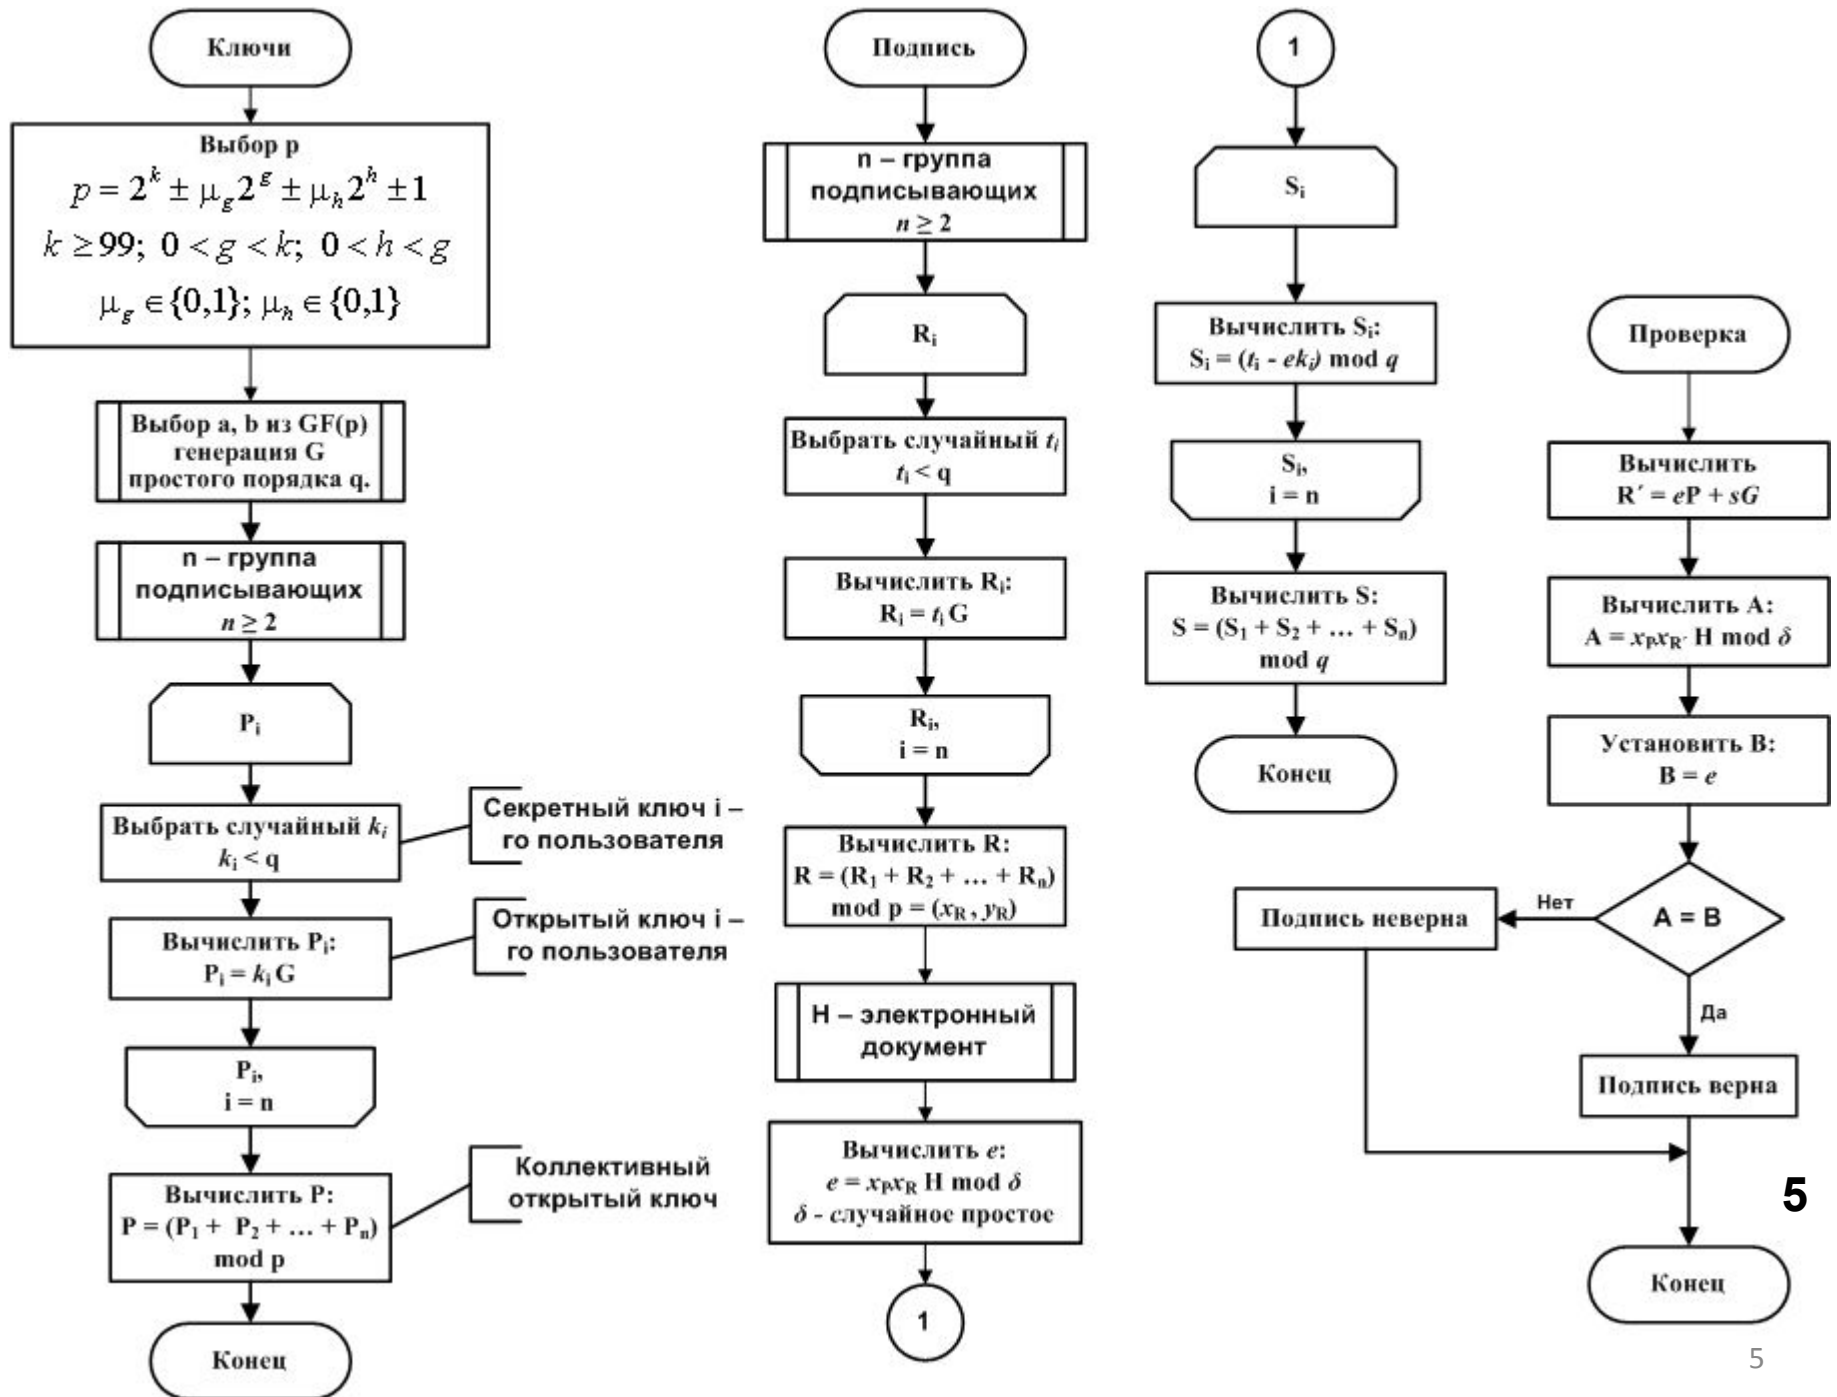 Ключи
Выбор p
p = 2^k ± μ_g 2^g ± μ_h 2^h ± 1
k ≥ 99; 0 < g < k; 0 < h < g
μ_g ∈ {0,1}; μ_h ∈ {0,1}
Выбор a, b из GF(p)
генерация G
простого порядка q.
n – группа
подписывающих
n ≥ 2
P_i
Выбрать случайный k_i
k_i < q
Секретный ключ i –
го пользователя
Вычислить P_i:
P_i = k_i G
Открытый ключ i –
го пользователя
P_i,
i = n
Вычислить P:
P = (P_1 + P_2 + … + P_n)
mod p
Коллективный
открытый ключ
Конец
Подпись
n – группа
подписывающих
n ≥ 2
R_i
Выбрать случайный t_i
t_i < q
Вычислить R_i:
R_i = t_i G
R_i,
i = n
Вычислить R:
R = (R_1 + R_2 + … + R_n)
mod p = (x_R , y_R)
H – электронный
документ
Вычислить e:
e = x_P x_R H mod δ
δ - случайное простое
1
1
S_i
Вычислить S_i:
S_i = (t_i - ek_i) mod q
S_i,
i = n
Вычислить S:
S = (S_1 + S_2 + … + S_n)
mod q
Конец
Проверка
Вычислить
R´ = eP + sG
Вычислить A:
A = x_P x_R´ H mod δ
Установить B:
B = e
A = B
Нет
Подпись неверна
Да
Подпись верна
Конец
5
5